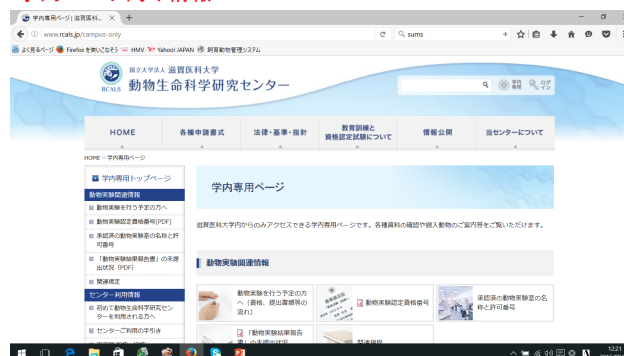 学内専用ページ | 滋賀医科...
www.rcals.jp/campus-only
sums
よく見るページ Firefox を使いこなそう HMV Yahoo! JAPAN 飼育動物管理システム
国立大学法人 滋賀医科大学
RCALS 動物生命科学研究センター
学内専用 ログイン
HOME 各種申請書式 法律・基準・指針 教育訓練と資格認定試験について 情報公開 当センターについて
HOME > 学内専用ページ
学内専用トップページ
動物実験関連情報
動物実験を行う予定の方へ
動物実験認定資格番号(PDF)
承認済の動物実験室の名称と許
可番号
「動物実験結果報告書」の未提
出状況 (PDF)
関連規定
センター利用情報
初めて動物生命科学研究セン
ターを利用される方へ
センターご利用の手引き
学内専用ページ
滋賀医科大学内からのみアクセスできる学内専用ページです。各種資料の確認や搬入動物のご案内等をご覧いただけます。
動物実験関連情報
動物実験を行う予定の方
へ (資格、提出書類等の
流れ)
動物実験認定資格番号
承認済の動物実験室の名
称と許可番号
「動物実験結果報告
書」の未提出状況
関連規程
12:21